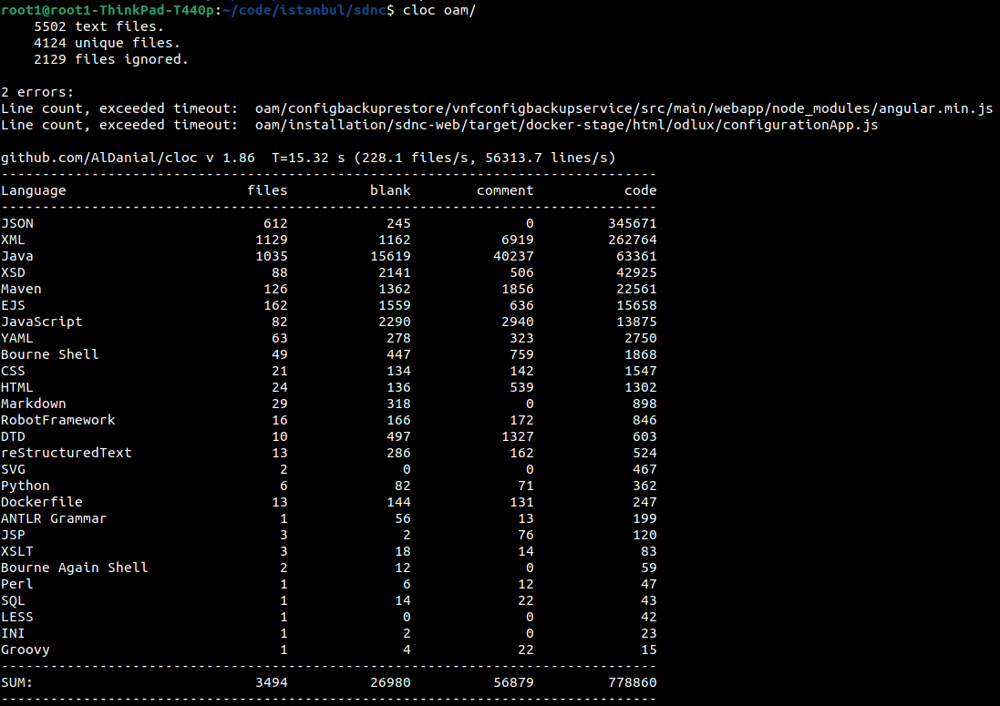 root1@root1-ThinkPad-T440p:~/code/istanbul/sdnc$ cloc oam/
    5502 text files.
    4124 unique files.
    2129 files ignored.

2 errors:
Line count, exceeded timeout:  oam/configbackuprestore/vnfconfigbackupservice/src/main/webapp/node_modules/angular.min.js
Line count, exceeded timeout:  oam/installation/sdnc-web/target/docker-stage/html/odlux/configurationApp.js

github.com/AlDanial/cloc v 1.86  T=15.32 s (228.1 files/s, 56313.7 lines/s)
--------------------------------------------------------------------------------
Language                      files          blank        comment           code
--------------------------------------------------------------------------------
JSON                            612            245              0         345671
XML                            1129           1162           6919         262764
Java                           1035          15619          40237          63361
XSD                              88           2141            506          42925
Maven                           126           1362           1856          22561
EJS                             162           1559            636          15658
JavaScript                       82           2290           2940          13875
YAML                             63            278            323           2750
Bourne Shell                     49            447            759           1868
CSS                              21            134            142           1547
HTML                             24            136            539           1302
Markdown                         29            318              0            898
RobotFramework                   16            166            172            846
DTD                              10            497           1327            603
reStructuredText                 13            286            162            524
SVG                               2              0              0            467
Python                            6             82             71            362
Dockerfile                       13            144            131            247
ANTLR Grammar                     1             56             13            199
JSP                               3              2             76            120
XSLT                              3             18             14             83
Bourne Again Shell                2             12              0             59
Perl                              1              6             12             47
SQL                               1             14             22             43
LESS                              1              0              0             42
INI                               1              2              0             23
Groovy                            1              4             22             15
--------------------------------------------------------------------------------
SUM:                           3494          26980          56879         778860
--------------------------------------------------------------------------------